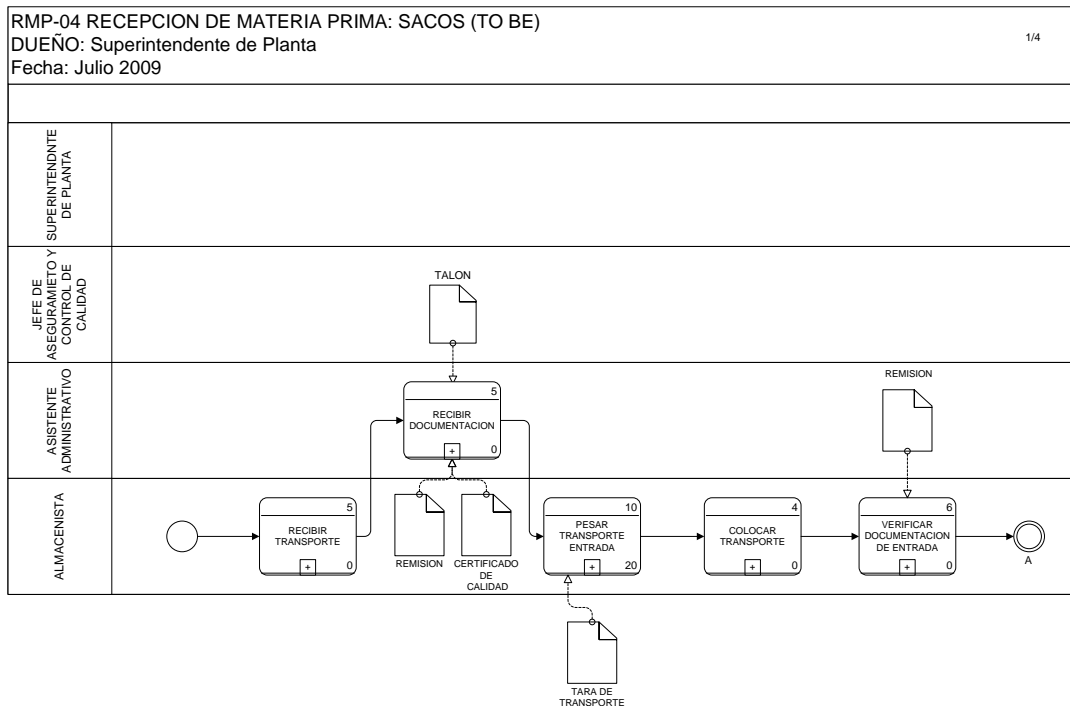 RMP-04 RECEPCION DE MATERIA PRIMA: SACOS (TO BE)
DUEÑO: Superintendente de Planta
Fecha: Julio 2009
1/4
SUPERINTENDNTE
DE PLANTA
JEFE DE
ASEGURAMIETO Y
CONTROL DE
CALIDAD
TALON
ASISTENTE
ADMINISTRATIVO
5
RECIBIR
DOCUMENTACION
+
0
REMISION
ALMACENISTA
5
RECIBIR
TRANSPORTE
+
0
REMISION
CERTIFICADO
DE
CALIDAD
10
PESAR
TRANSPORTE
ENTRADA
+
20
4
COLOCAR
TRANSPORTE
+
0
6
VERIFICAR
DOCUMENTACION
DE ENTRADA
+
0
A
TARA DE
TRANSPORTE